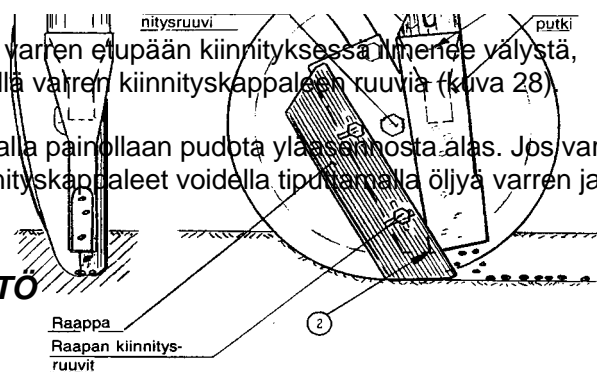 nitysruuvi
putki
varren etupään kiinnityksessä ilmenee välystä,
llä varren kiinnityskappaleen ruuvia (kuva 28).
alla painollaan pudota yläasennosta alas. Jos var
nityskappaleet voidella tiputtamalla öljyä varren ja
TÖ
Raappa
2
Raapan kiinnitys-
ruuvit